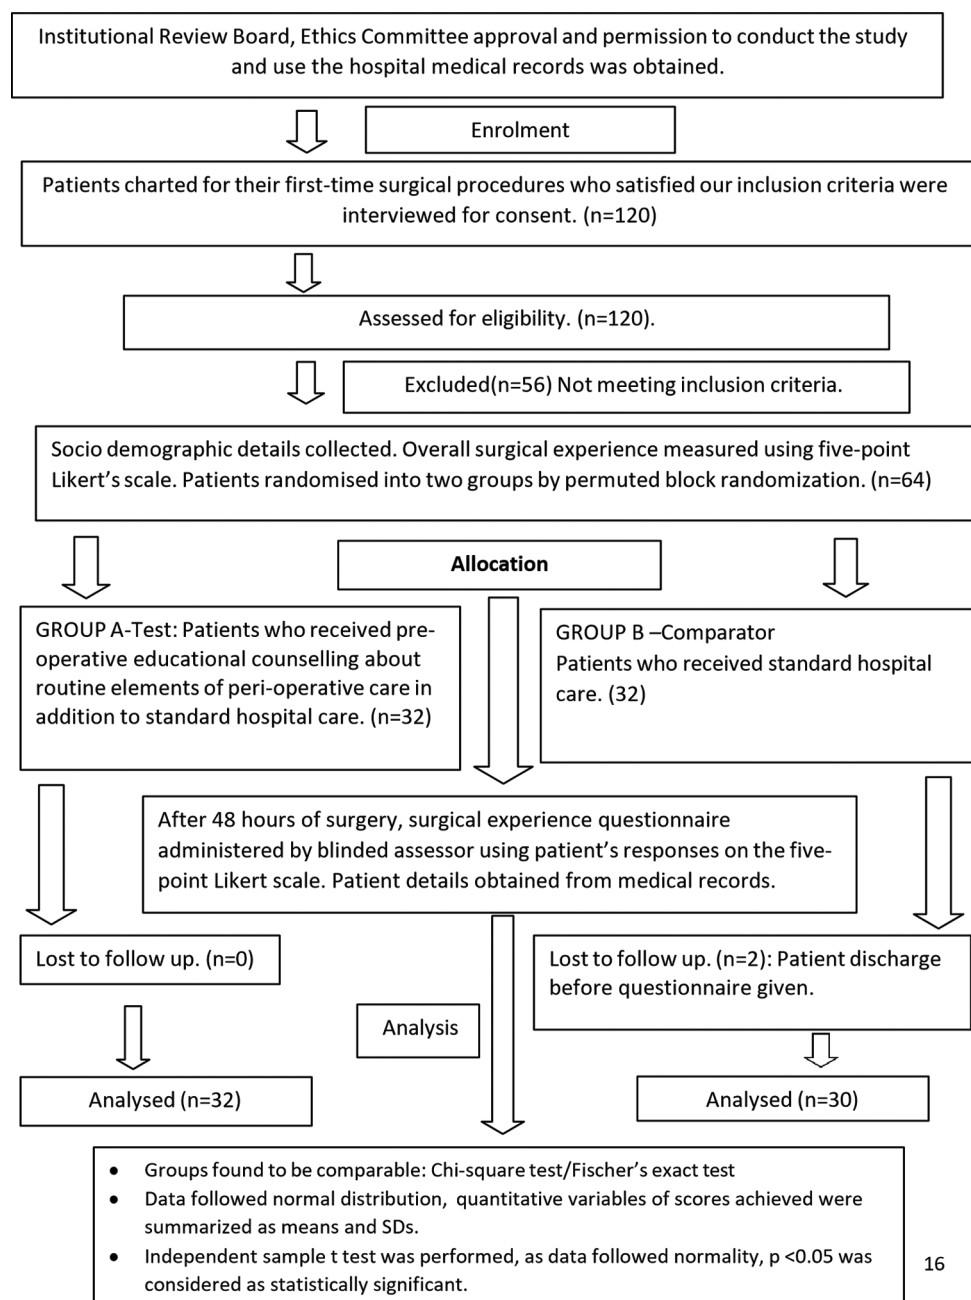 Institutional Review Board, Ethics Committee approval and permission to conduct the study
and use the hospital medical records was obtained.
Enrolment
Patients charted for their first-time surgical procedures who satisfied our inclusion criteria were
interviewed for consent. (n=120)
Assessed for eligibility. (n=120).
Excluded(n=56) Not meeting inclusion criteria.
Socio demographic details collected. Overall surgical experience measured using five-point
Likert’s scale. Patients randomised into two groups by permuted block randomization. (n=64)
Allocation
GROUP A-Test: Patients who received pre-
operative educational counselling about
routine elements of peri-operative care in
addition to standard hospital care. (n=32)
GROUP B –Comparator
Patients who received standard hospital
care. (32)
After 48 hours of surgery, surgical experience questionnaire
administered by blinded assessor using patient’s responses on the five-
point Likert scale. Patient details obtained from medical records.
Lost to follow up. (n=0)
Lost to follow up. (n=2): Patient discharge
before questionnaire given.
Analysis
Analysed (n=32)
Analysed (n=30)
• Groups found to be comparable: Chi-square test/Fischer’s exact test
• Data followed normal distribution, quantitative variables of scores achieved were
summarized as means and SDs.
• Independent sample t test was performed, as data followed normality, p <0.05 was
considered as statistically significant.
16